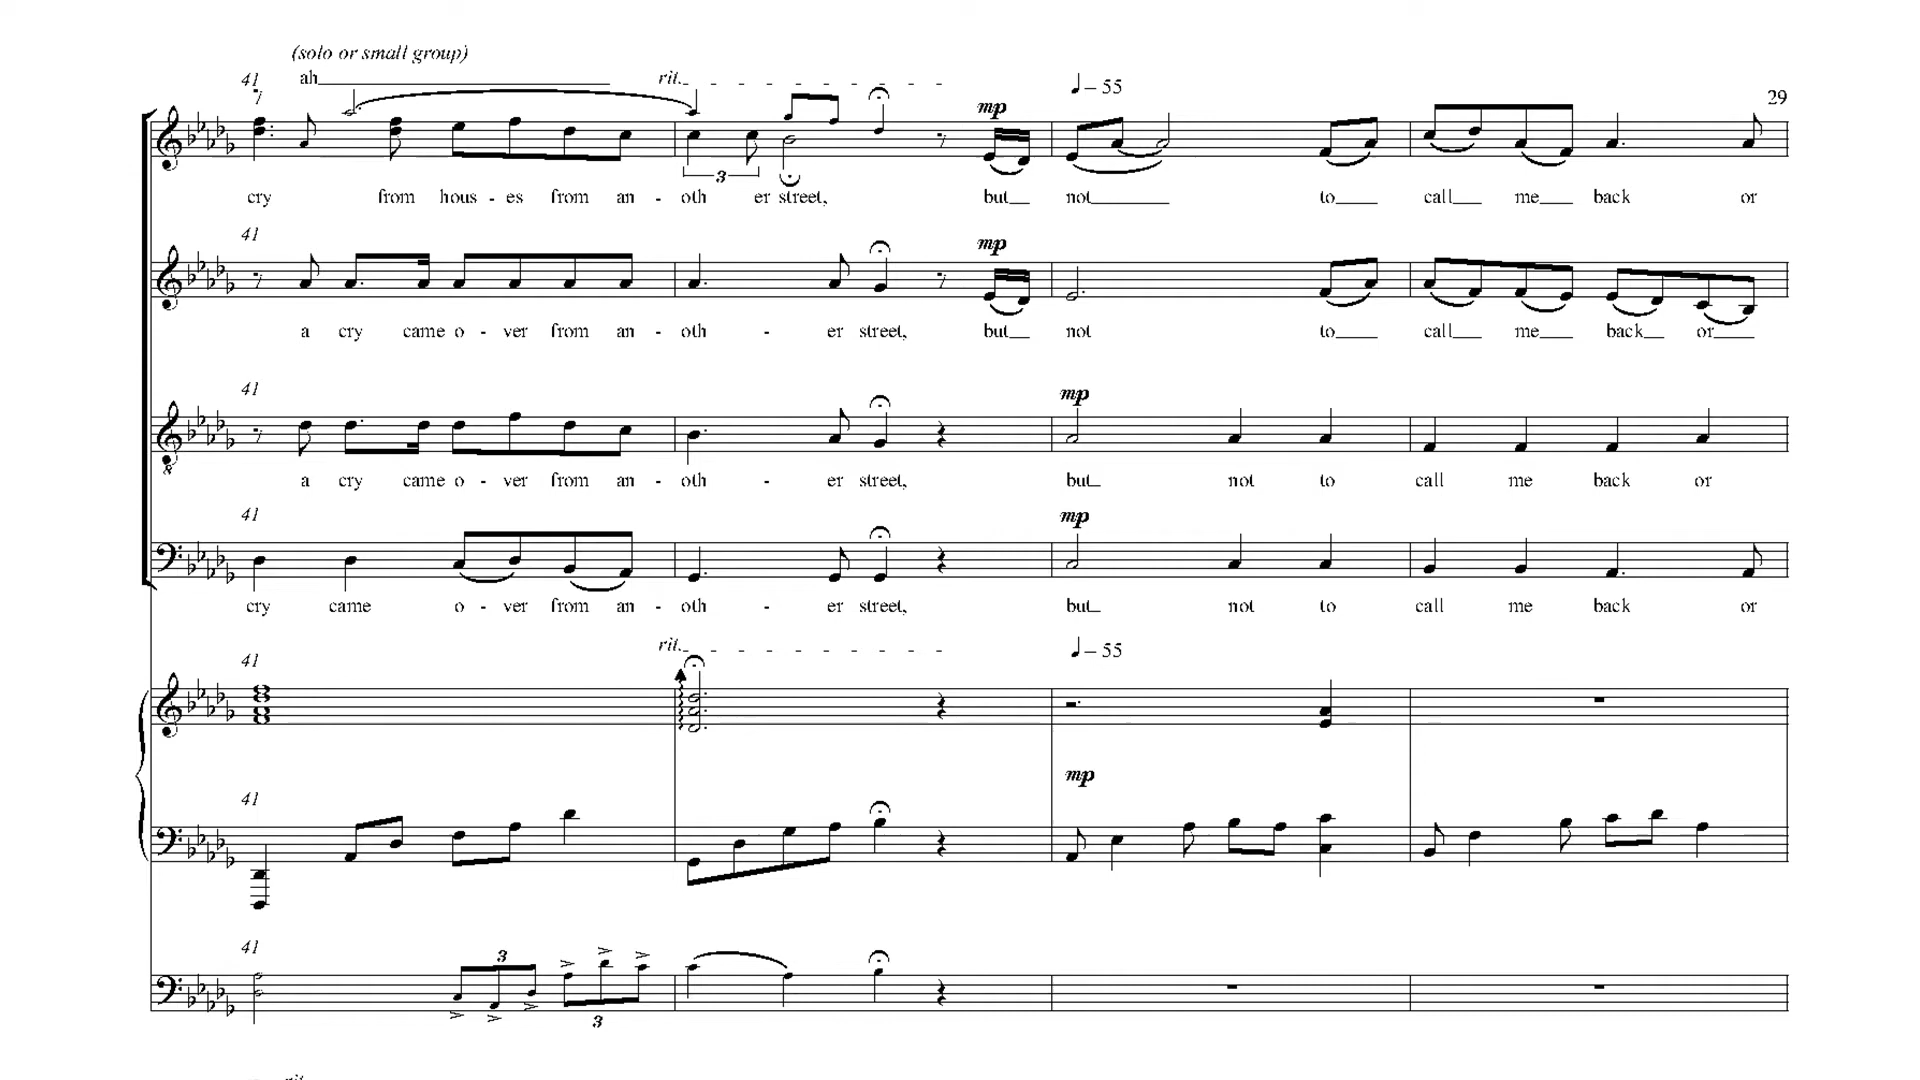 (solo or small group)
41 ah rit.
♩ = 55
29
mp
3
cry from hous - es from an - oth er street, but not to call me back or
41
mp
a cry came o - ver from an - oth - er street, but not to call me back or
41
mp
8
a cry came o - ver from an - oth - er street, but not to call me back or
41
mp
cry came o - ver from an - oth - er street, but not to call me back or
rit.
♩ = 55
41
mp
41
41
3
3
rit.